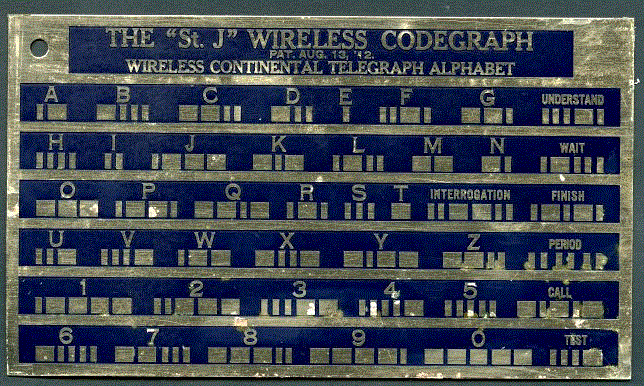 THE "St. J" WIRELESS CODEGRAPH
PAT. AUG. 13, '12.
WIRELESS CONTINENTAL TELEGRAPH ALPHABET
A B C D E F G UNDERSTAND
H I J K L M N WAIT
O P Q R S T INTERROGATION FINISH
U V W X Y Z PERIOD
1 2 3 4 5 CALL
6 7 8 9 0 TEST